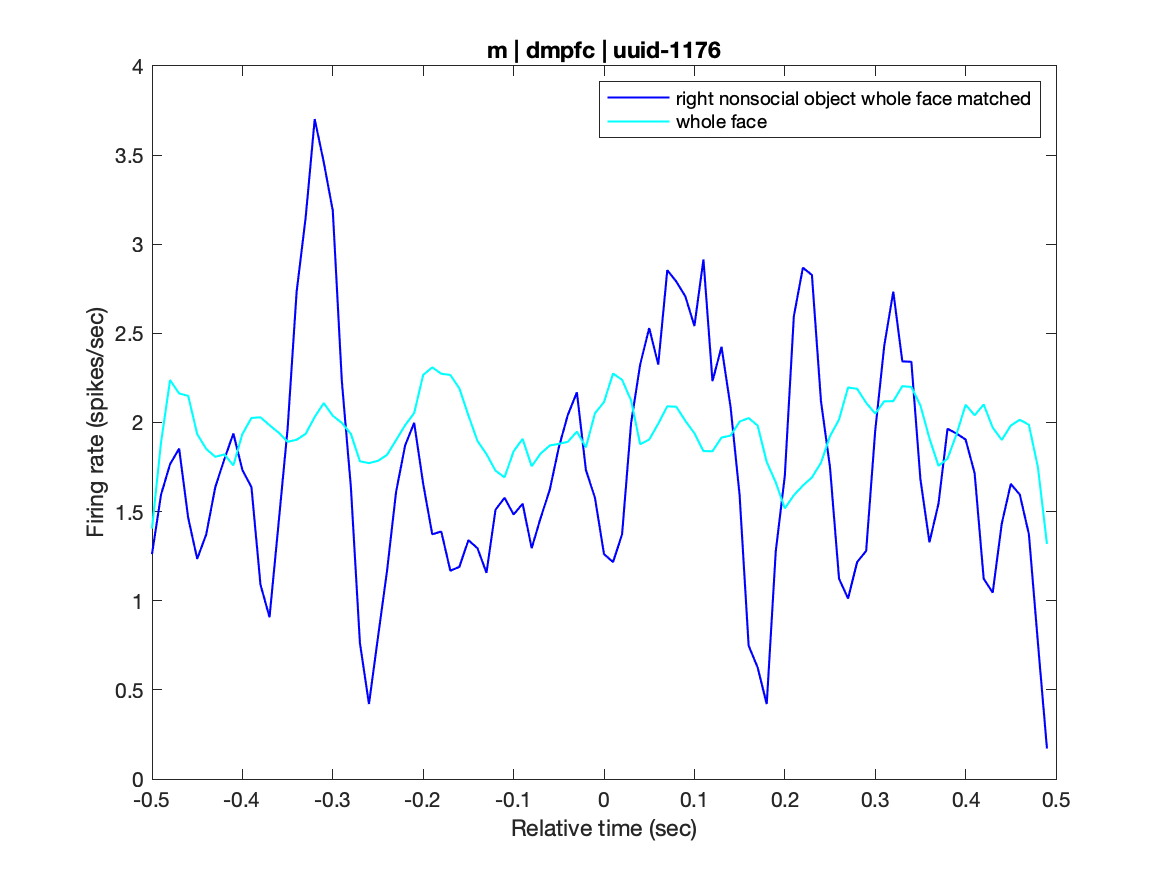 m | dmpfc | uuid-1176
right nonsocial object whole face matched
whole face
4
3.5
3
2.5
2
1.5
1
0.5
0
Firing rate (spikes/sec)
-0.5 -0.4 -0.3 -0.2 -0.1 0 0.1 0.2 0.3 0.4 0.5
Relative time (sec)